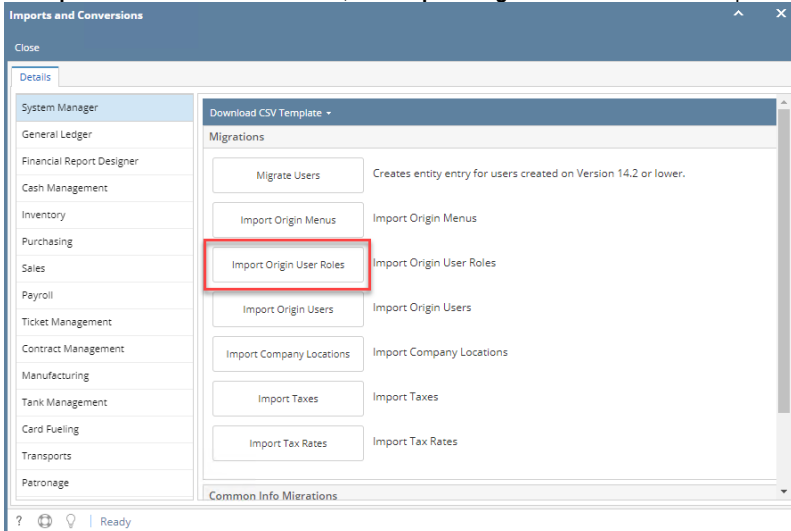 Imports and Conversions
Close
Details
System Manager
General Ledger
Financial Report Designer
Cash Management
Inventory
Purchasing
Sales
Payroll
Ticket Management
Contract Management
Manufacturing
Tank Management
Card Fueling
Transports
Patronage
Download CSV Template
Migrations
Migrate Users Creates entity entry for users created on Version 14.2 or lower.
Import Origin Menus Import Origin Menus
Import Origin User Roles Import Origin User Roles
Import Origin Users Import Origin Users
Import Company Locations Import Company Locations
Import Taxes Import Taxes
Import Tax Rates Import Tax Rates
Common Info Migrations
? Ready